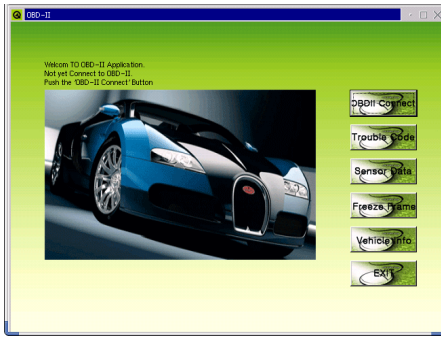 OBD-II
Welcom TO OBD-II Application.
Not yet Connect to OBD-II.
Push the 'OBD-II Connect' Button
OBDII Connect
Trouble Code
Sensor Data
Freeze Frame
Vehicle Info
EXIT